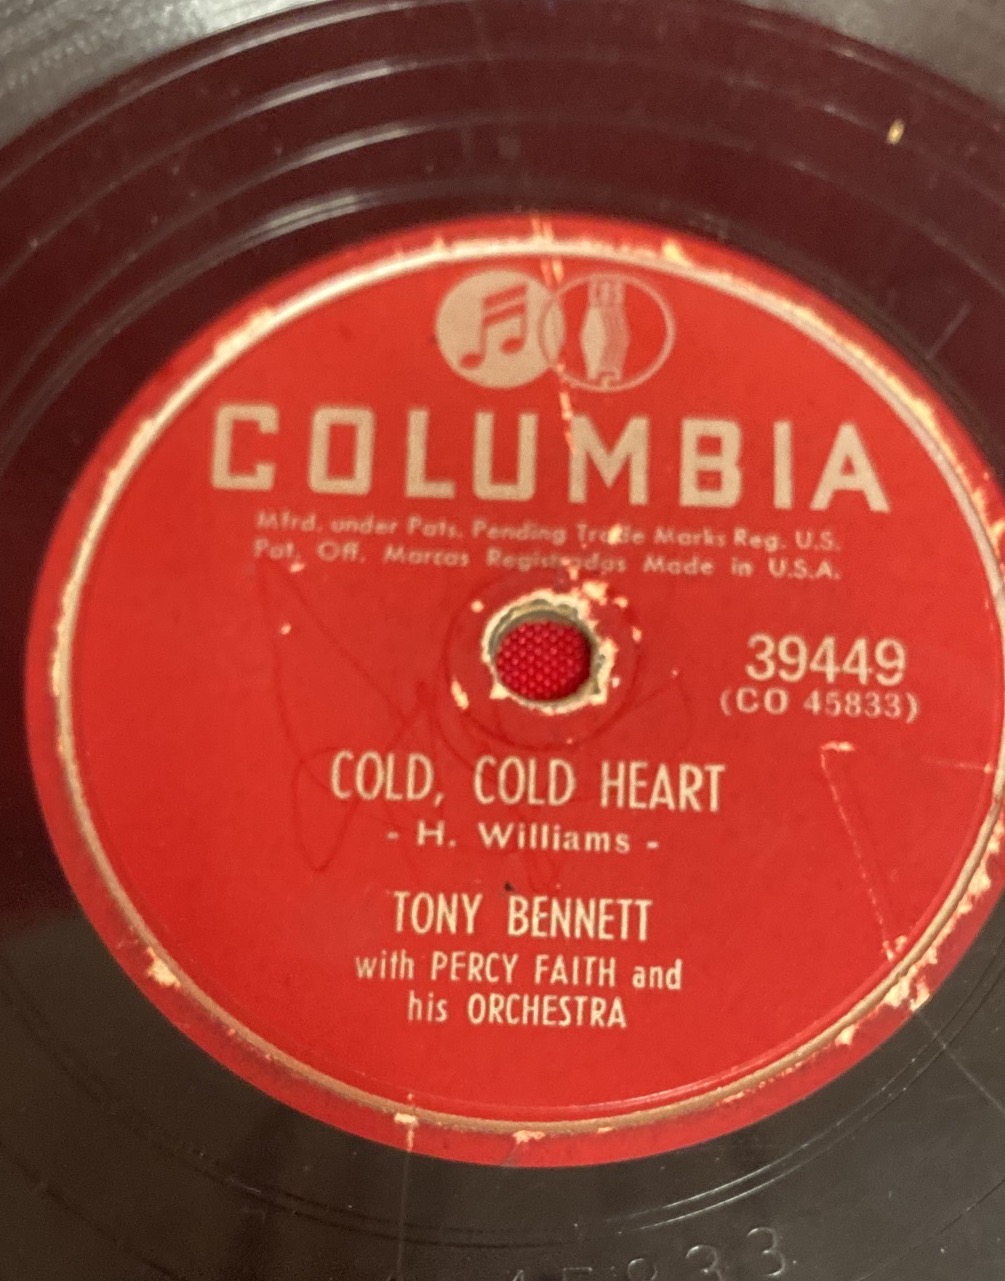 CBS
COLUMBIA
Mfrd. under Pats. Pending Trade Marks Reg. U.S.
Pat. Off. Marcas Registradas Made in U.S.A.
39449
(CO 45833)
COLD, COLD HEART
- H. Williams -
TONY BENNETT
with PERCY FAITH and
his ORCHESTRA